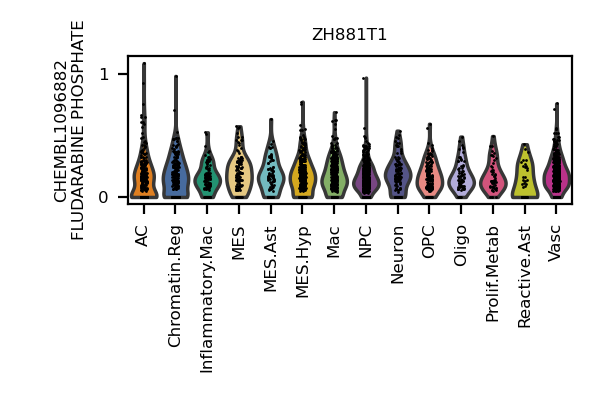 ZH881T1
CHEMBL1096882
FLUDARABINE PHOSPHATE
1
0
AC
Chromatin.Reg
Inflammatory.Mac
MES
MES.Ast
MES.Hyp
Mac
NPC
Neuron
OPC
Oligo
Prolif.Metab
Reactive.Ast
Vasc